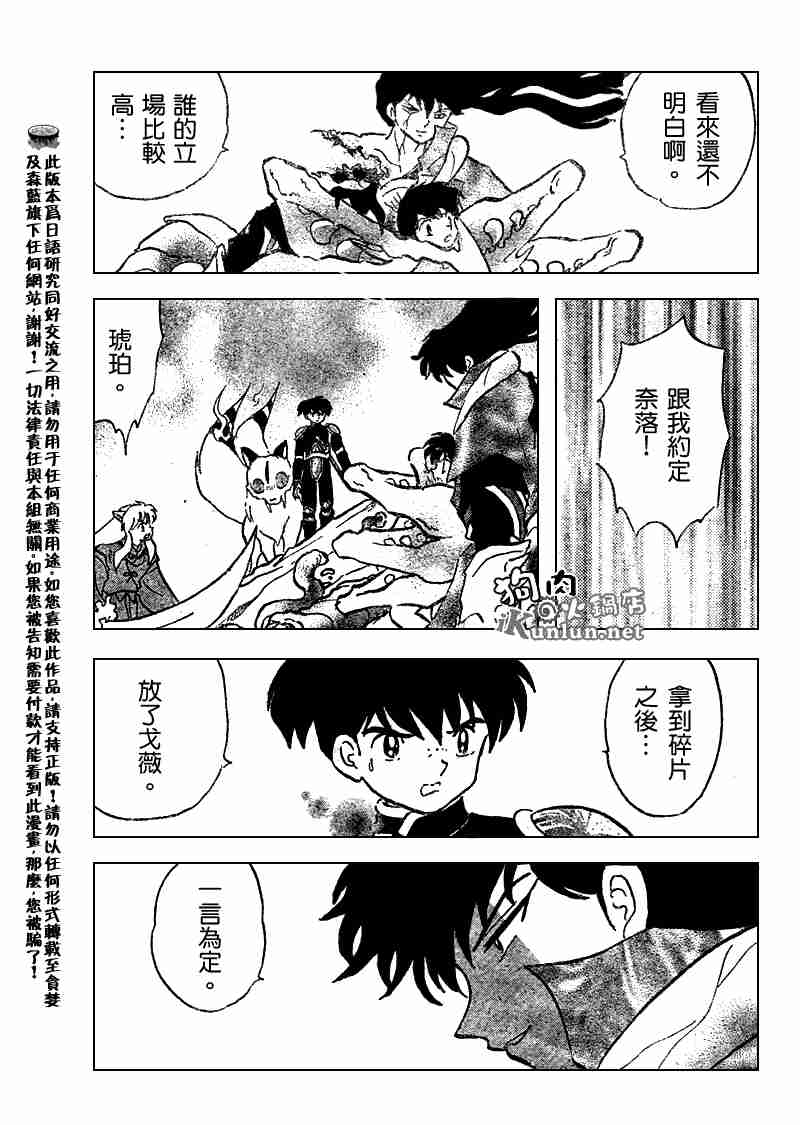 看來還不
明白啊。
誰的立
場比較
高…
跟我約定
奈落！
琥珀。
拿到碎片
之後…
放了戈薇。
一言為定。
狗肉
火鍋店
iKunlun.net
此版本爲日語研究同好交流之用，請勿用于任何商業用途。如您喜歡此作品，請支持正版！請勿以任何形式轉載至貪婪
及森藍旗下任何網站，謝謝！一切法律責任與本組無關。如果您被告知需要付款才能看到此漫畫，那麼，您被騙了！